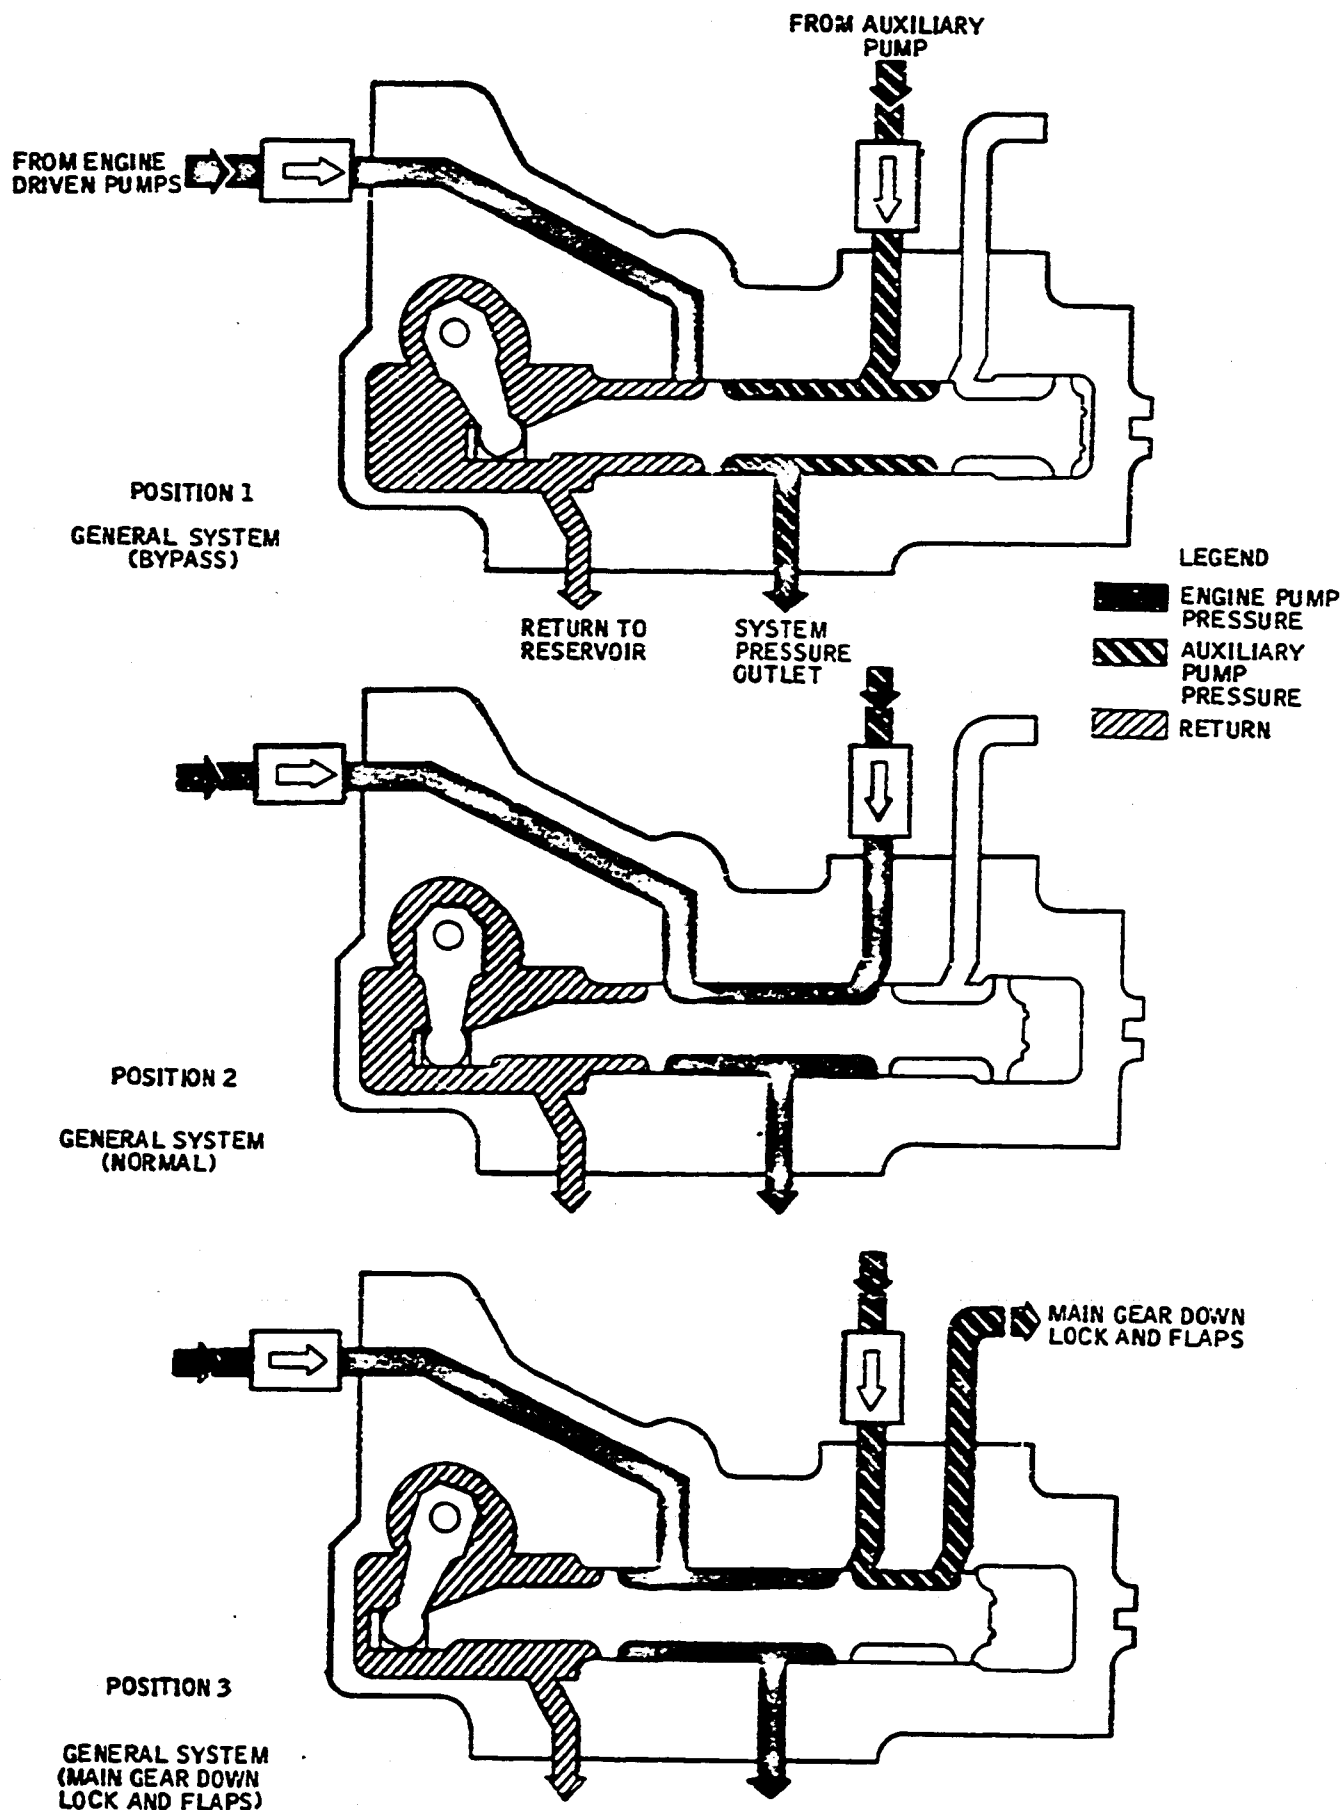 FROM AUXILIARY
PUMP
FROM ENGINE
DRIVEN PUMPS
POSITION 1
GENERAL SYSTEM
(BYPASS)
RETURN TO
RESERVOIR
SYSTEM
PRESSURE
OUTLET
LEGEND
ENGINE PUMP
PRESSURE
AUXILIARY
PUMP
PRESSURE
RETURN
POSITION 2
GENERAL SYSTEM
(NORMAL)
MAIN GEAR DOWN
LOCK AND FLAPS
POSITION 3
GENERAL SYSTEM
(MAIN GEAR DOWN
LOCK AND FLAPS)